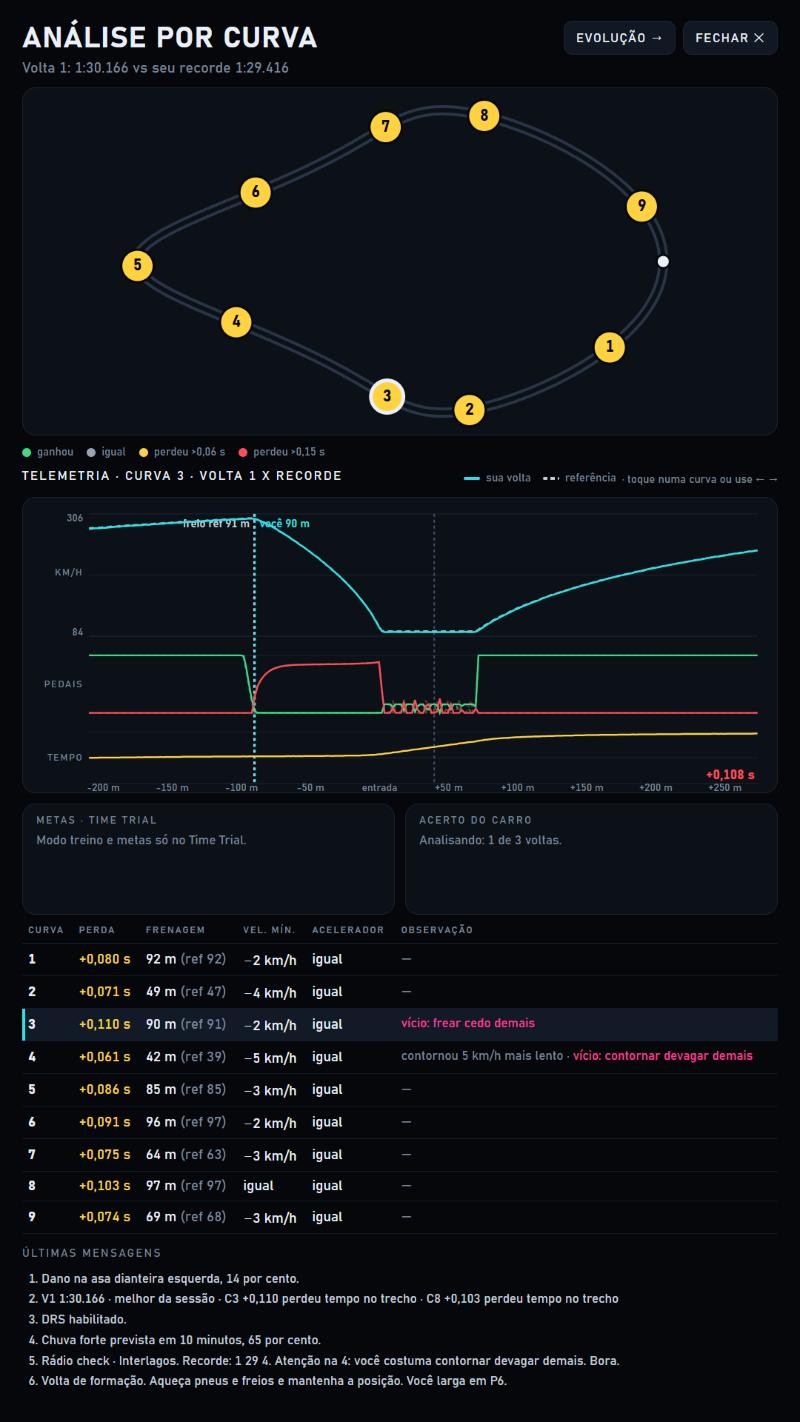 ANÁLISE POR CURVA
EVOLUÇÃO →
FECHAR ×
Volta 1: 1:30.166 vs seu recorde 1:29.416
7
8
6
9
5
4
1
3
2
ganhou
igual
perdeu >0,06 s
perdeu >0,15 s
TELEMETRIA · CURVA 3 · VOLTA 1 X RECORDE
sua volta
referência
· toque numa curva ou use ← →
306
freio ref 91 m
você 90 m
KM/H
84
PEDAIS
TEMPO
+0,108 s
-200 m -150 m -100 m -50 m entrada +50 m +100 m +150 m +200 m +250 m
METAS · TIME TRIAL
Modo treino e metas só no Time Trial.
ACERTO DO CARRO
Analisando: 1 de 3 voltas.
CURVA PERDA FRENAGEM VEL. MÍN. ACELERADOR OBSERVAÇÃO
1 +0,080 s 92 m (ref 92) −2 km/h igual —
2 +0,071 s 49 m (ref 47) −4 km/h igual —
3 +0,110 s 90 m (ref 91) −2 km/h igual vício: frear cedo demais
4 +0,061 s 42 m (ref 39) −5 km/h igual contornou 5 km/h mais lento · vício: contornar devagar demais
5 +0,086 s 85 m (ref 85) −3 km/h igual —
6 +0,091 s 96 m (ref 97) −2 km/h igual —
7 +0,075 s 64 m (ref 63) −3 km/h igual —
8 +0,103 s 97 m (ref 97) igual igual —
9 +0,074 s 69 m (ref 68) −3 km/h igual —
ÚLTIMAS MENSAGENS
1. Dano na asa dianteira esquerda, 14 por cento.
2. V1 1:30.166 · melhor da sessão · C3 +0,110 perdeu tempo no trecho · C8 +0,103 perdeu tempo no trecho
3. DRS habilitado.
4. Chuva forte prevista em 10 minutos, 65 por cento.
5. Rádio check · Interlagos. Recorde: 1 29 4. Atenção na 4: você costuma contornar devagar demais. Bora.
6. Volta de formação. Aqueça pneus e freios e mantenha a posição. Você larga em P6.